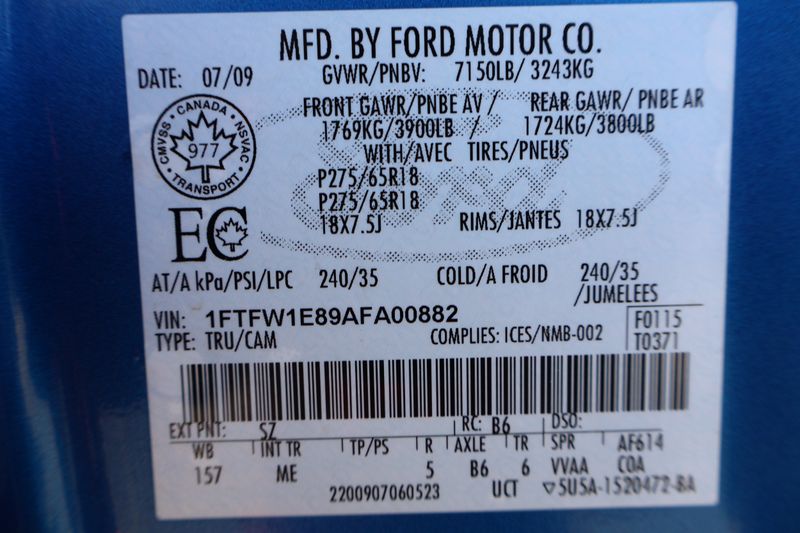 MFD. BY FORD MOTOR CO.
DATE: 07/09 GVWR/PNBV: 7150LB/ 3243KG
FRONT GAWR/PNBE AV / REAR GAWR/ PNBE AR
1769KG/3900LB / 1724KG/3800LB
WITH/AVEC TIRES/PNEUS
CANADA
CMVSS NSVAC
977
TRANSPORT
P275/65R18
P275/65R18
18X7.5J RIMS/JANTES 18X7.5J
EC
AT/A kPa/PSI/LPC 240/35 COLD/A FROID 240/35
/JUMELEES
VIN: 1FTFW1E89AFA00882 F0115
TYPE: TRU/CAM COMPLIES: ICES/NMB-002 T0371
EXT PNT: SZ RC: B6 DSO:
WB INT TR TP/PS R AXLE TR SPR AF614
157 ME 5 B6 6 VVAA COA
2200907060523 UCT ▽5U5A-1520472-BA